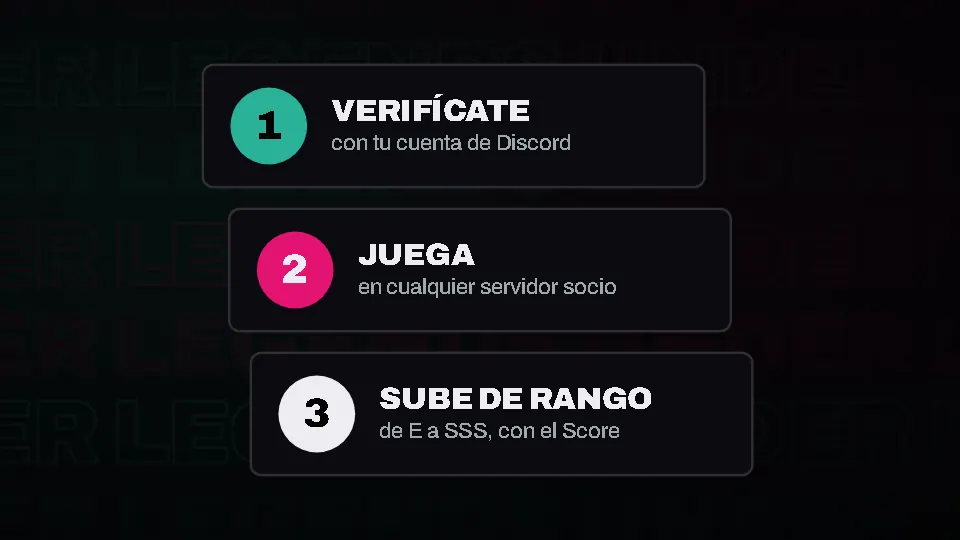 1
VERIFÍCATE
con tu cuenta de Discord
2
JUEGA
en cualquier servidor socio
3
SUBE DE RANGO
de E a SSS, con el Score